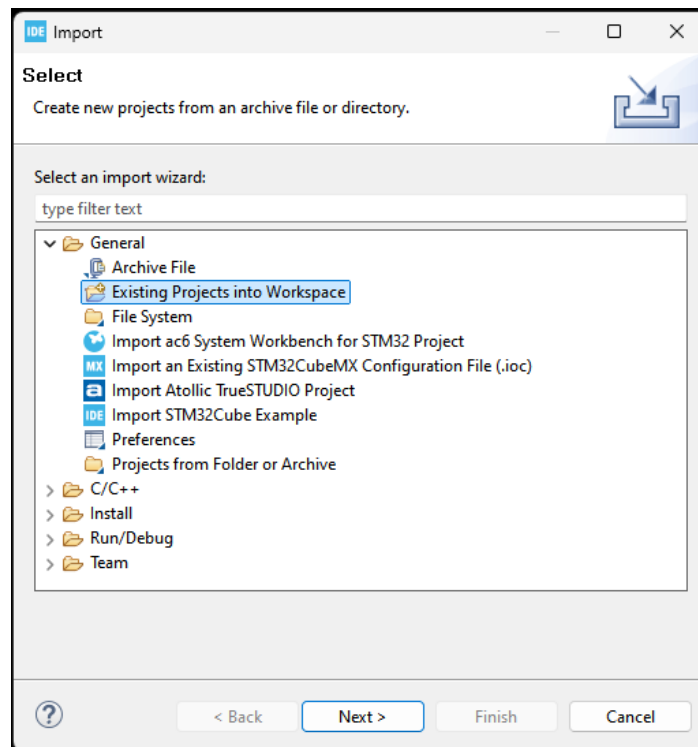 IDE Import
Select
Create new projects from an archive file or directory.
Select an import wizard:
type filter text
General
Archive File
Existing Projects into Workspace
File System
Import ac6 System Workbench for STM32 Project
MX Import an Existing STM32CubeMX Configuration File (.ioc)
a Import Atollic TrueSTUDIO Project
IDE Import STM32Cube Example
Preferences
Projects from Folder or Archive
C/C++
Install
Run/Debug
Team
? < Back Next > Finish Cancel